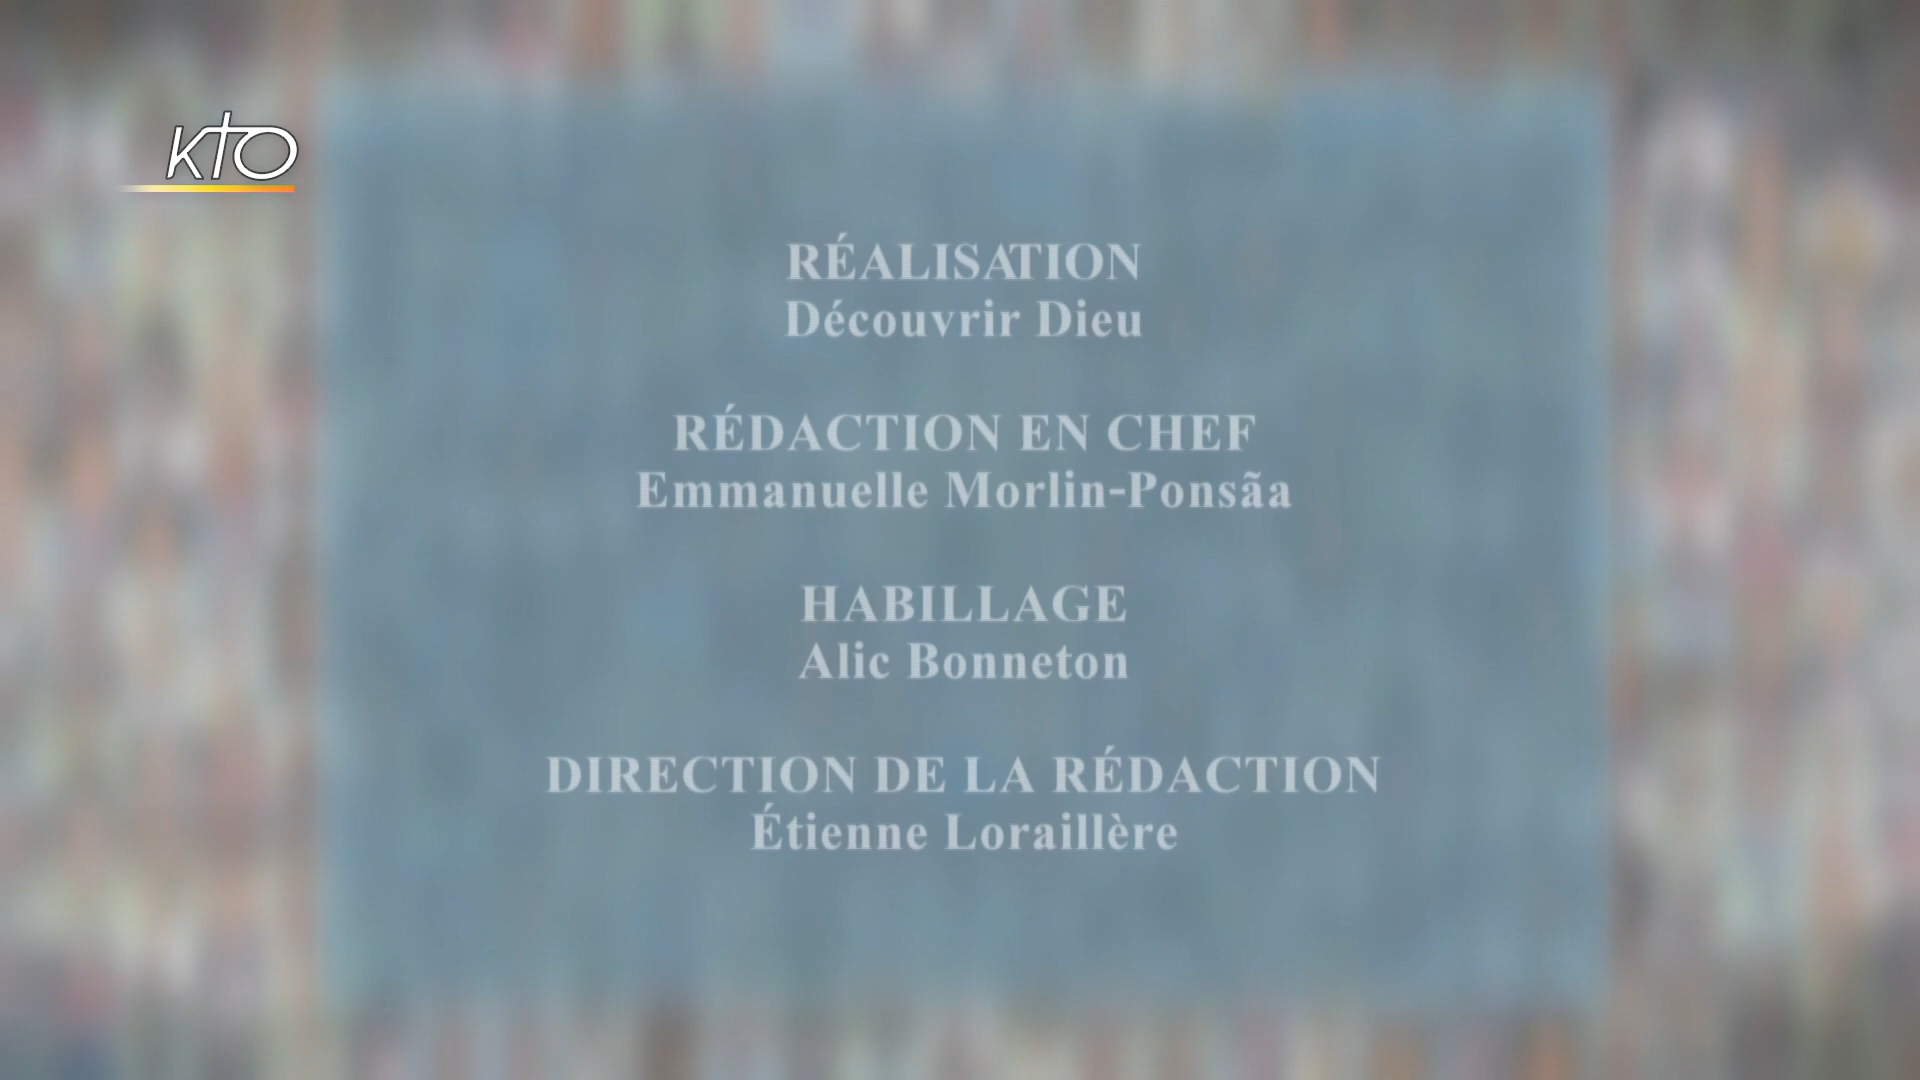 KTO
RÉALISATION
Découvrir Dieu
RÉDACTION EN CHEF
Emmanuelle Morlin-Ponsãa
HABILLAGE
Alic Bonneton
DIRECTION DE LA RÉDACTION
Étienne Loraillère